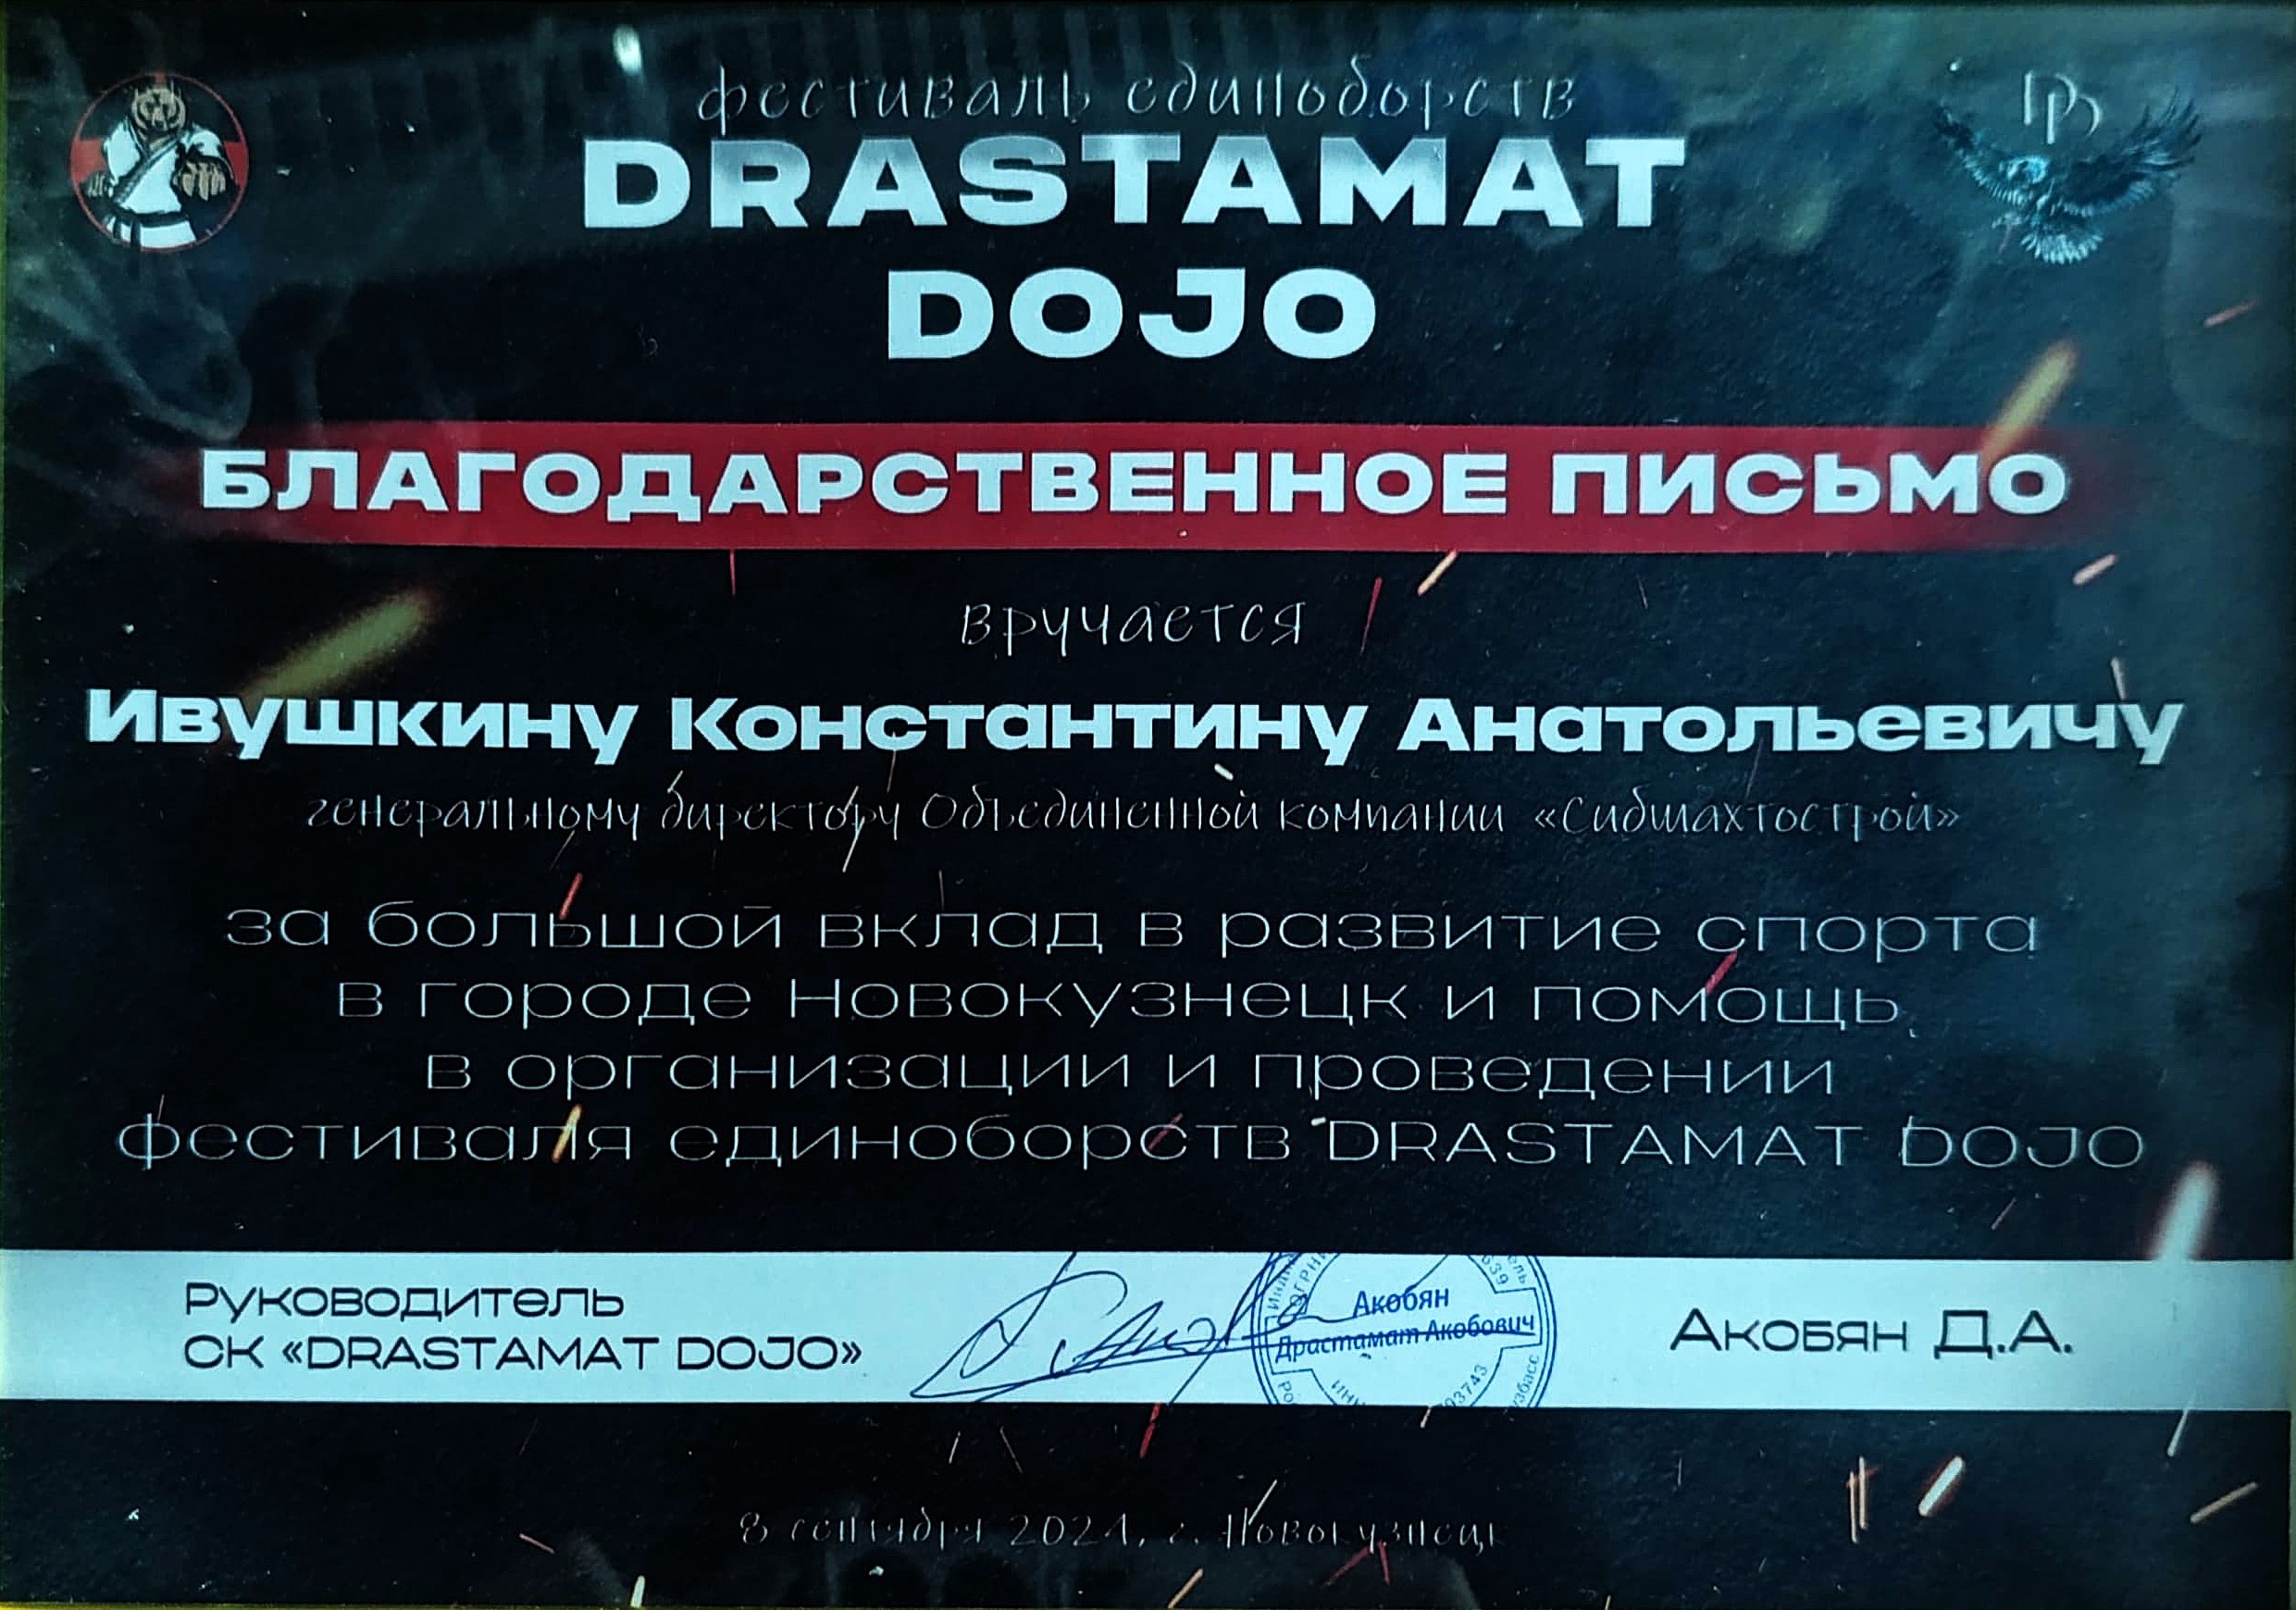 фестиваль единоборств
DRASTAMAT
DOJO
БЛАГОДАРСТВЕННОЕ ПИСЬМО
вручается
Ивушкину Константину Анатольевичу
генеральному директору Объединенной компании «Сибшахтострой»
за большой вклад в развитие спорта
в городе Новокузнецк и помощь
в организации и проведении
фестиваля единоборств DRASTAMAT DOJO
Руководитель
СК «DRASTAMAT DOJO»
Акобян
Драстамат Акобович
Акобян Д.А.
8 сентября 2024, г. Новокузнецк